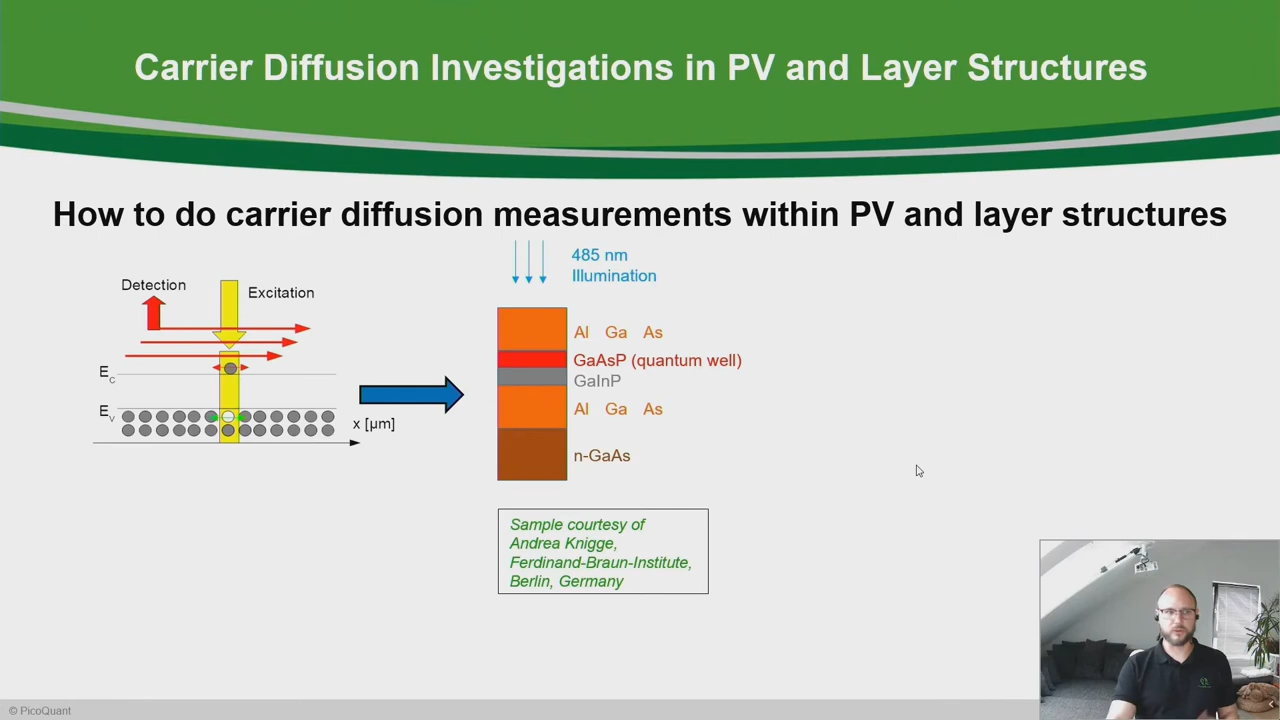 Carrier Diffusion Investigations in PV and Layer Structures
How to do carrier diffusion measurements within PV and layer structures
Detection
Excitation
E_C
E_V
x [µm]
485 nm
Illumination
Al Ga As
GaAsP (quantum well)
GaInP
Al Ga As
n-GaAs
Sample courtesy of
Andrea Knigge,
Ferdinand-Braun-Institute,
Berlin, Germany
© PicoQuant